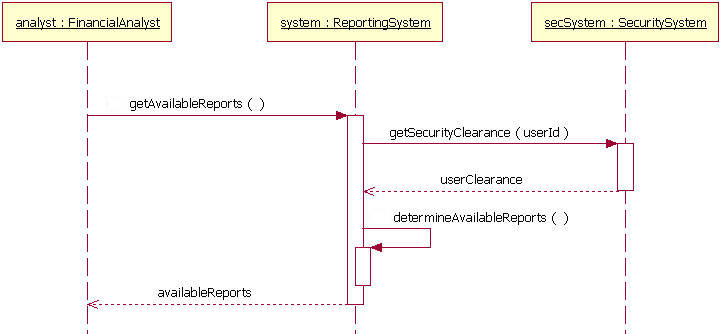 analyst : FinancialAnalyst
system : ReportingSystem
secSystem : SecuritySystem
getAvailableReports ( )
getSecurityClearance ( userId )
userClearance
determineAvailableReports ( )
availableReports